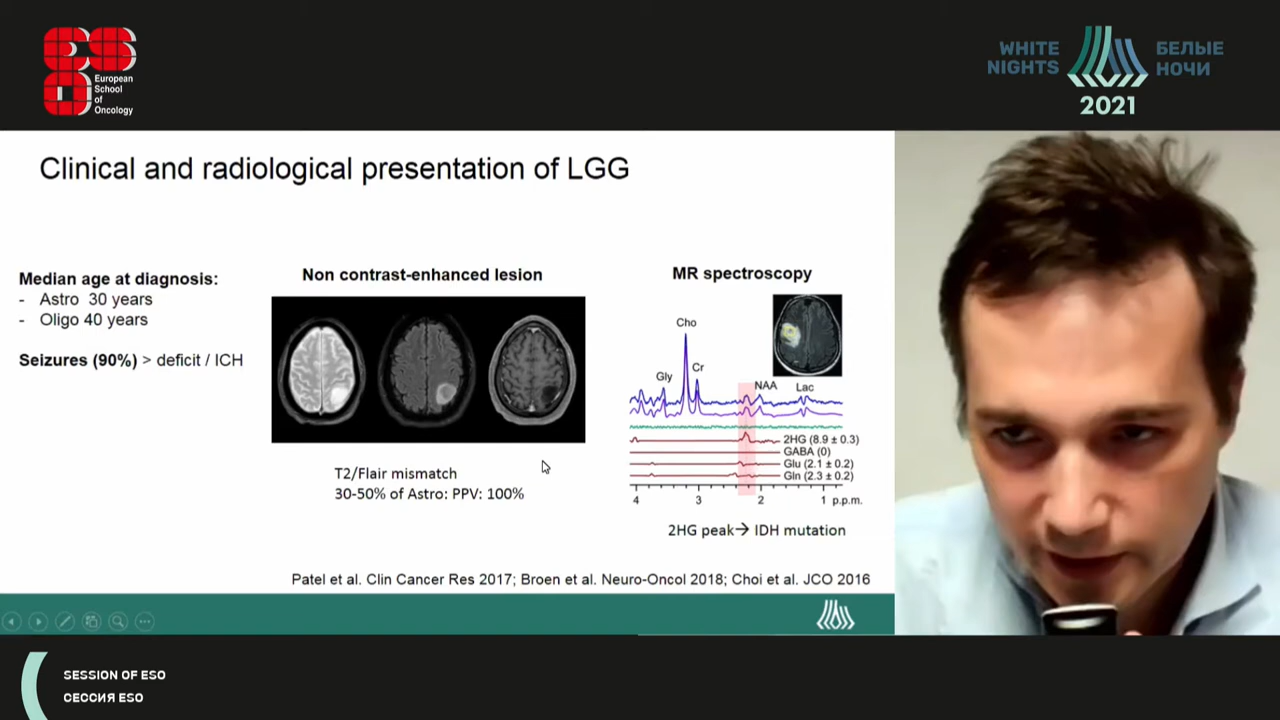 European
School
of
Oncology
WHITE
NIGHTS
БЕЛЫЕ
НОЧИ
2021
Clinical and radiological presentation of LGG
Median age at diagnosis:
- Astro 30 years
- Oligo 40 years
Seizures (90%) > deficit / ICH
Non contrast-enhanced lesion
T2/Flair mismatch
30-50% of Astro: PPV: 100%
MR spectroscopy
Cho
Gly
Cr
NAA
Lac
2HG (8.9 ± 0.3)
GABA (0)
Glu (2.1 ± 0.2)
Gln (2.3 ± 0.2)
4 3 2 1 p.p.m.
2HG peak→ IDH mutation
Patel et al. Clin Cancer Res 2017; Broen et al. Neuro-Oncol 2018; Choi et al. JCO 2016
SESSION OF ESO
СЕССИЯ ESO